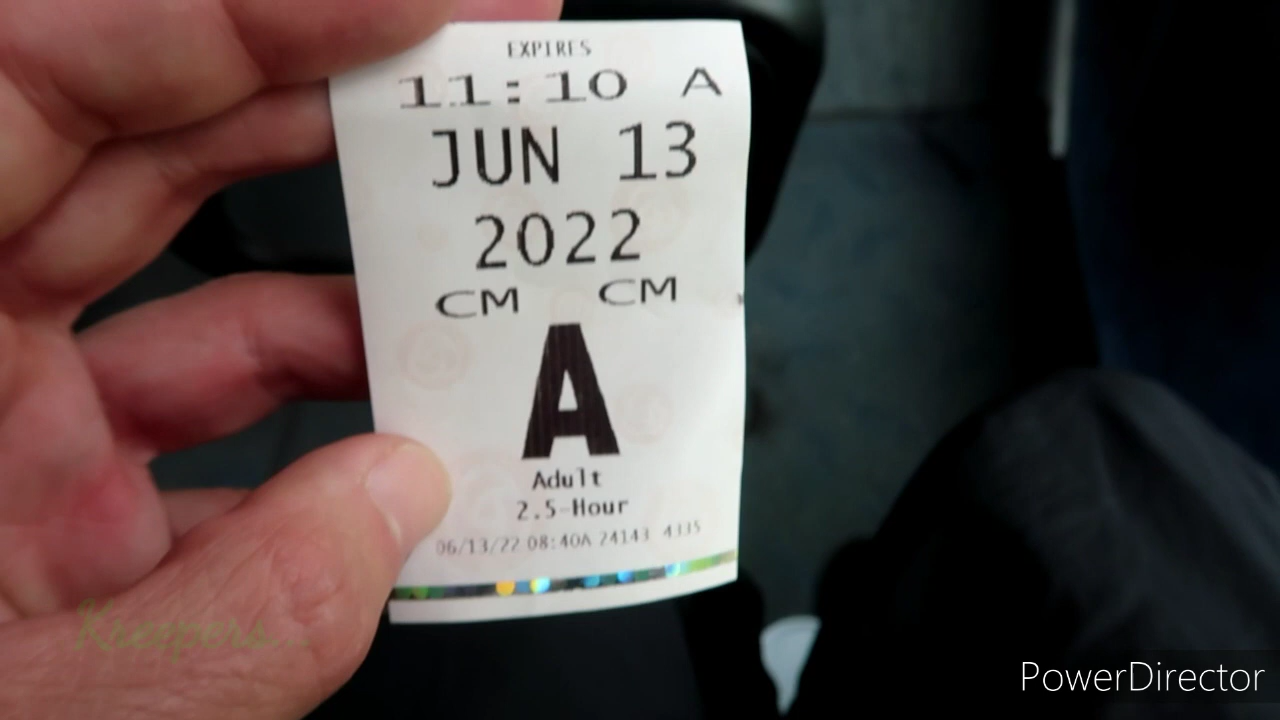 EXPIRES
11:10 A
JUN 13
2022
CM CM
A
Adult
2.5-Hour
06/13/22 08:40A 24143 4335
Kreepers...
PowerDirector